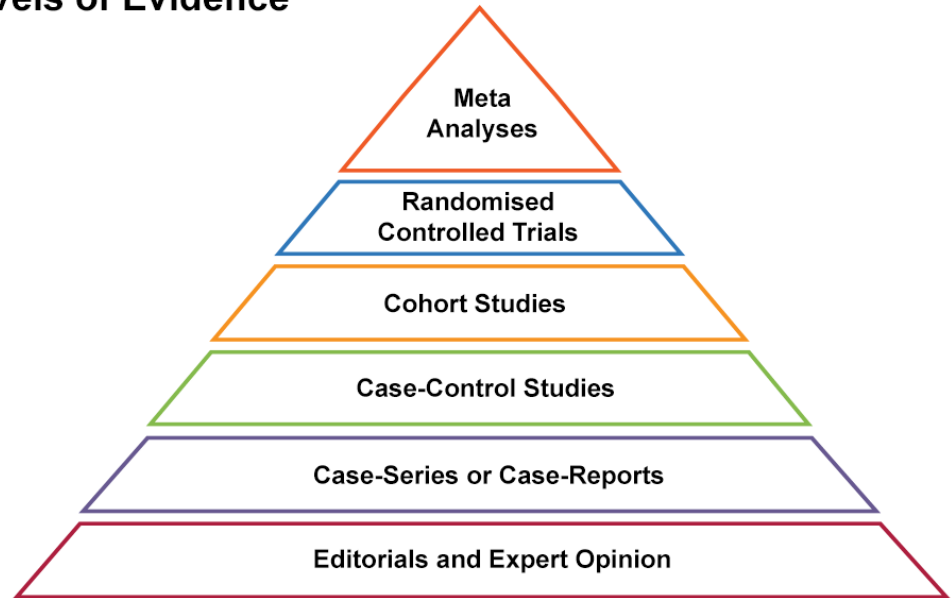 of Evidence
Meta
Analyses
Randomised
Controlled Trials
Cohort Studies
Case-Control Studies
Case-Series or Case-Reports
Editorials and Expert Opinion